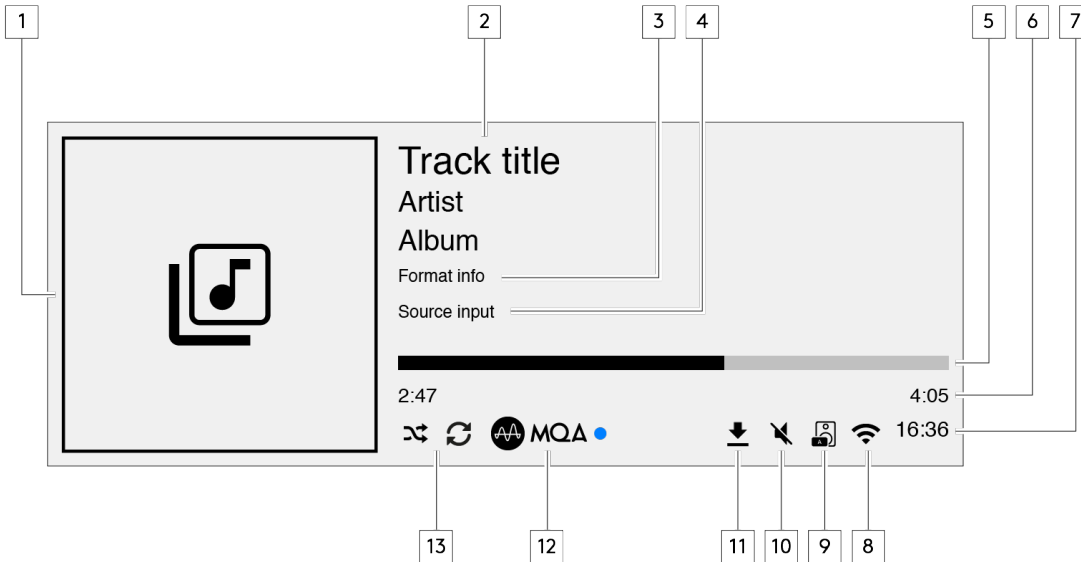 1 2 3 4 5 6 7
Track title
Artist
Album
Format info
Source input
2:47 4:05
MQA 16:36
A
13 12 11 10 9 8